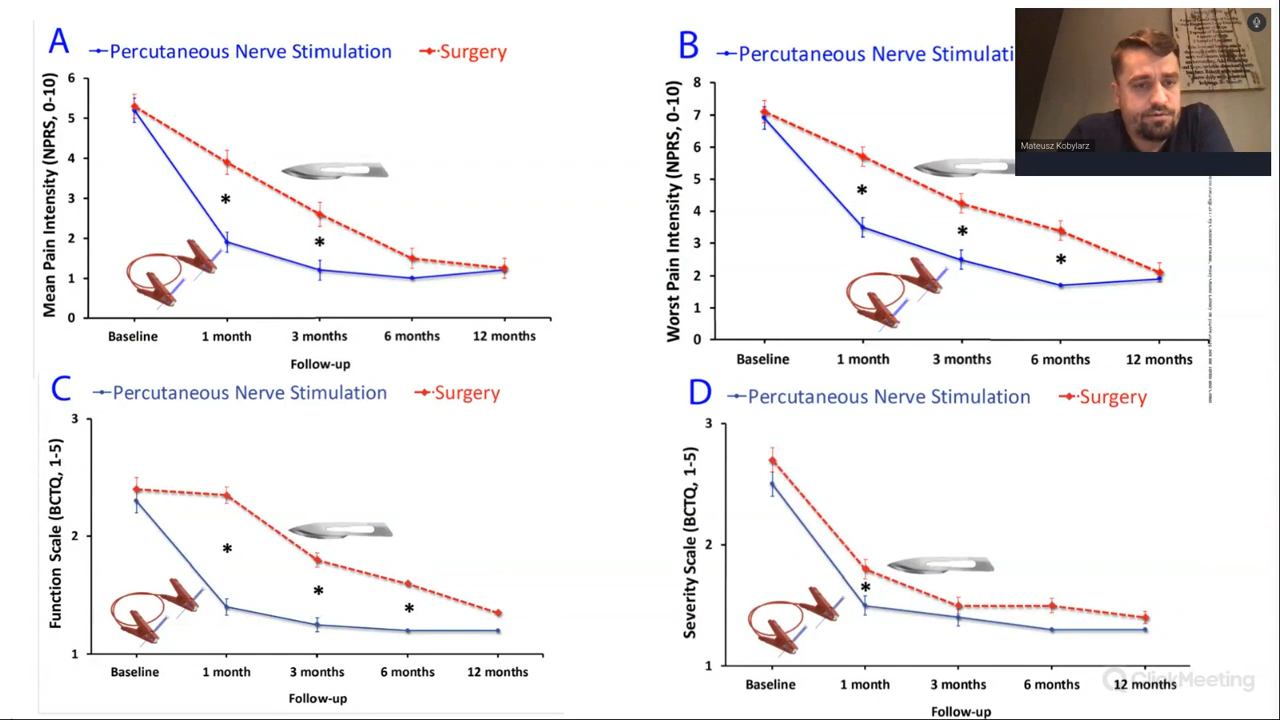 A
Percutaneous Nerve Stimulation
Surgery
Mean Pain Intensity (NPRS, 0-10)
6
5
4
3
2
1
0
*
*
Baseline
1 month
3 months
6 months
12 months
Follow-up
B
Percutaneous Nerve Stimulati
Worst Pain Intensity (NPRS, 0-10)
8
7
6
5
4
3
2
1
0
*
*
*
Baseline
1 month
3 months
6 months
12 months
Mateusz Kobylarz
C
Percutaneous Nerve Stimulation
Surgery
Function Scale (BCTQ, 1-5)
3
2
1
*
*
*
Baseline
1 month
3 months
6 months
12 months
Follow-up
D
Percutaneous Nerve Stimulation
Surgery
Severity Scale (BCTQ, 1-5)
3
2
1
*
Baseline
1 month
3 months
6 months
12 months
Follow-up
ClickMeeting